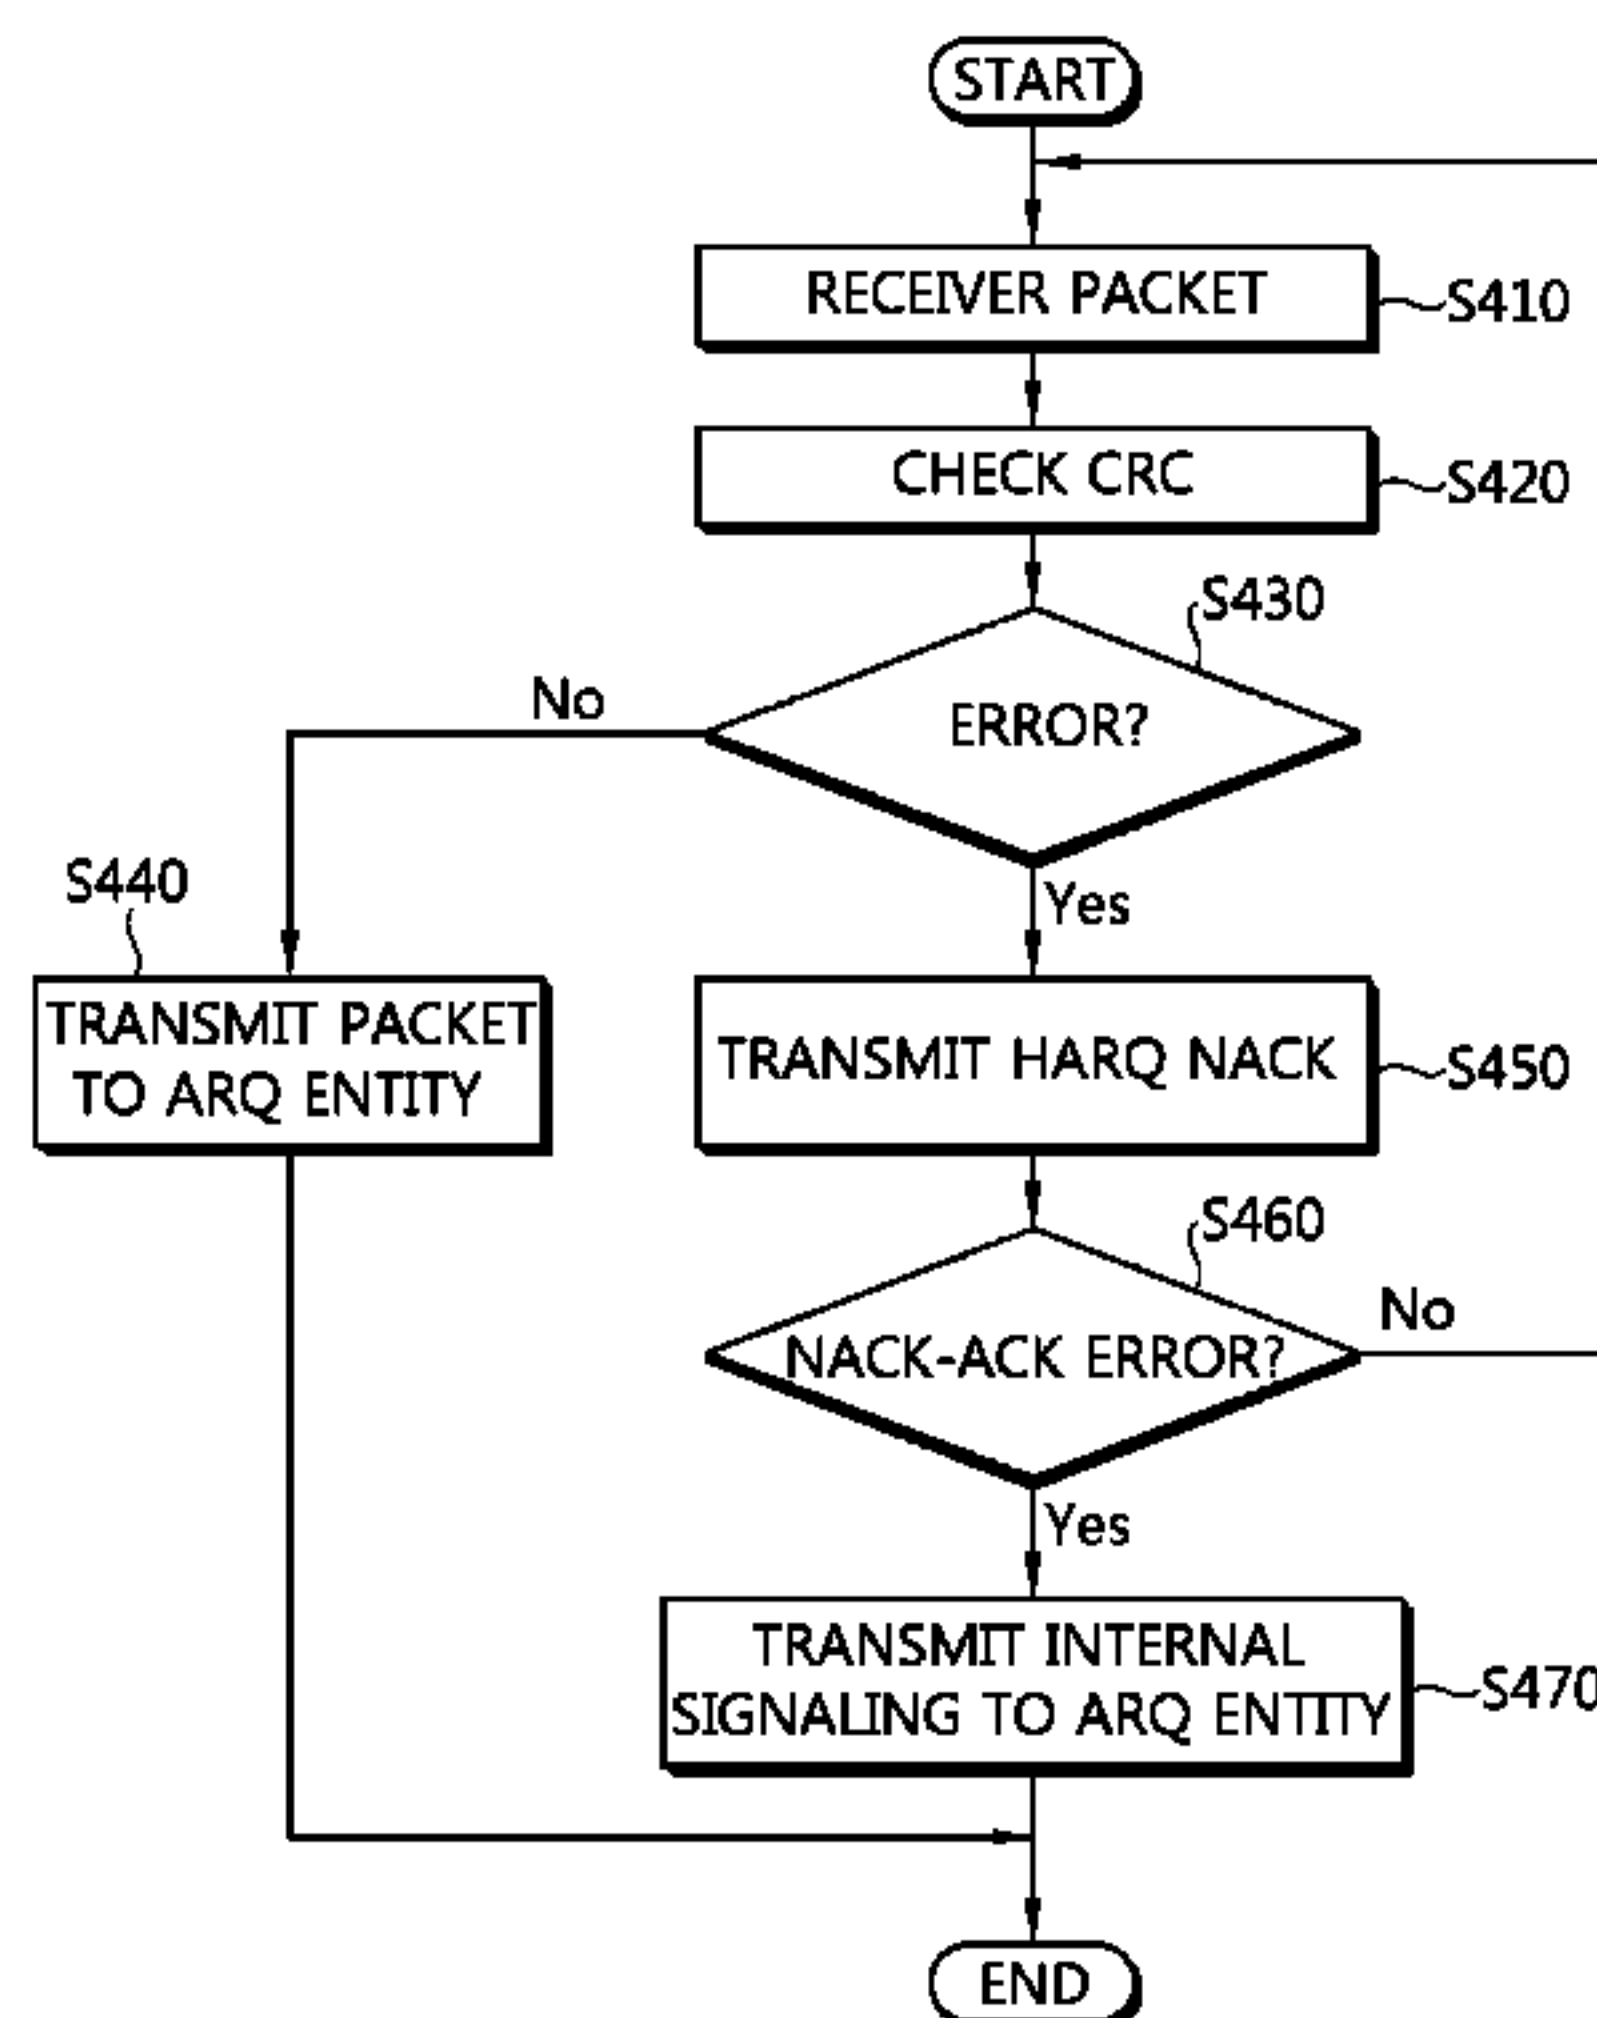 START
RECEIVER PACKET
S410
CHECK CRC
S420
S430
ERROR?
No
Yes
S440
TRANSMIT PACKET
TO ARQ ENTITY
TRANSMIT HARQ NACK
S450
S460
NACK-ACK ERROR?
No
Yes
TRANSMIT INTERNAL
SIGNALING TO ARQ ENTITY
S470
END